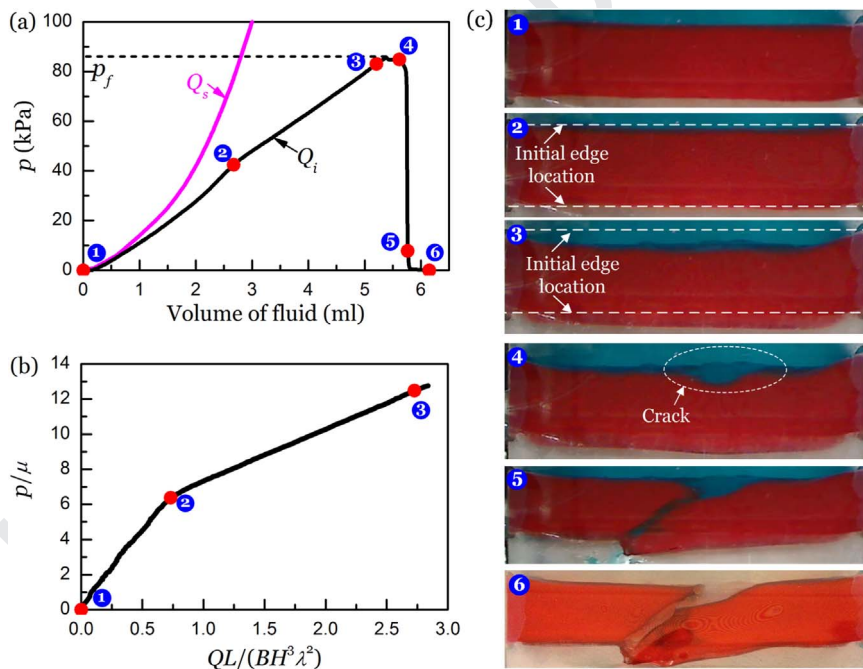 (a)
100
80
60
40
20
0
p (kPa)
p_f
Q_s
Q_i
1
2
3
4
5
6
0 1 2 3 4 5 6
Volume of fluid (ml)
(b)
14
12
10
8
6
4
2
0
p/μ
1
2
3
0.0 0.5 1.0 1.5 2.0 2.5 3.0
QL/(BH³λ²)
(c)
1
2
Initial edge
location
3
Initial edge
location
4
Crack
5
6